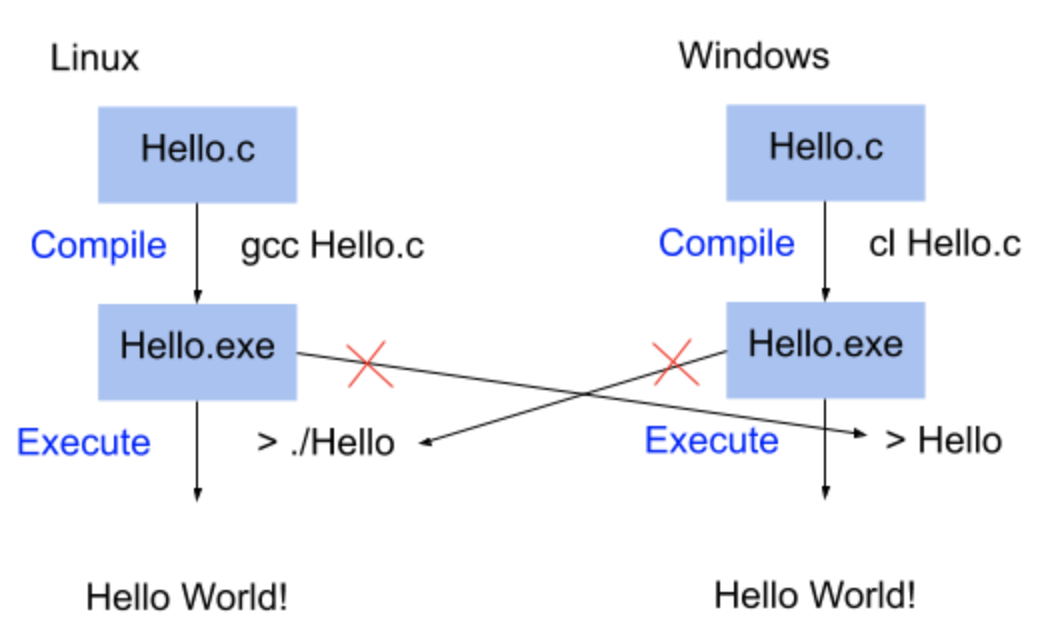 Linux
Windows
Hello.c
Hello.c
Compile
gcc Hello.c
Compile
cl Hello.c
Hello.exe
Hello.exe
Execute
> ./Hello
Execute
> Hello
Hello World!
Hello World!